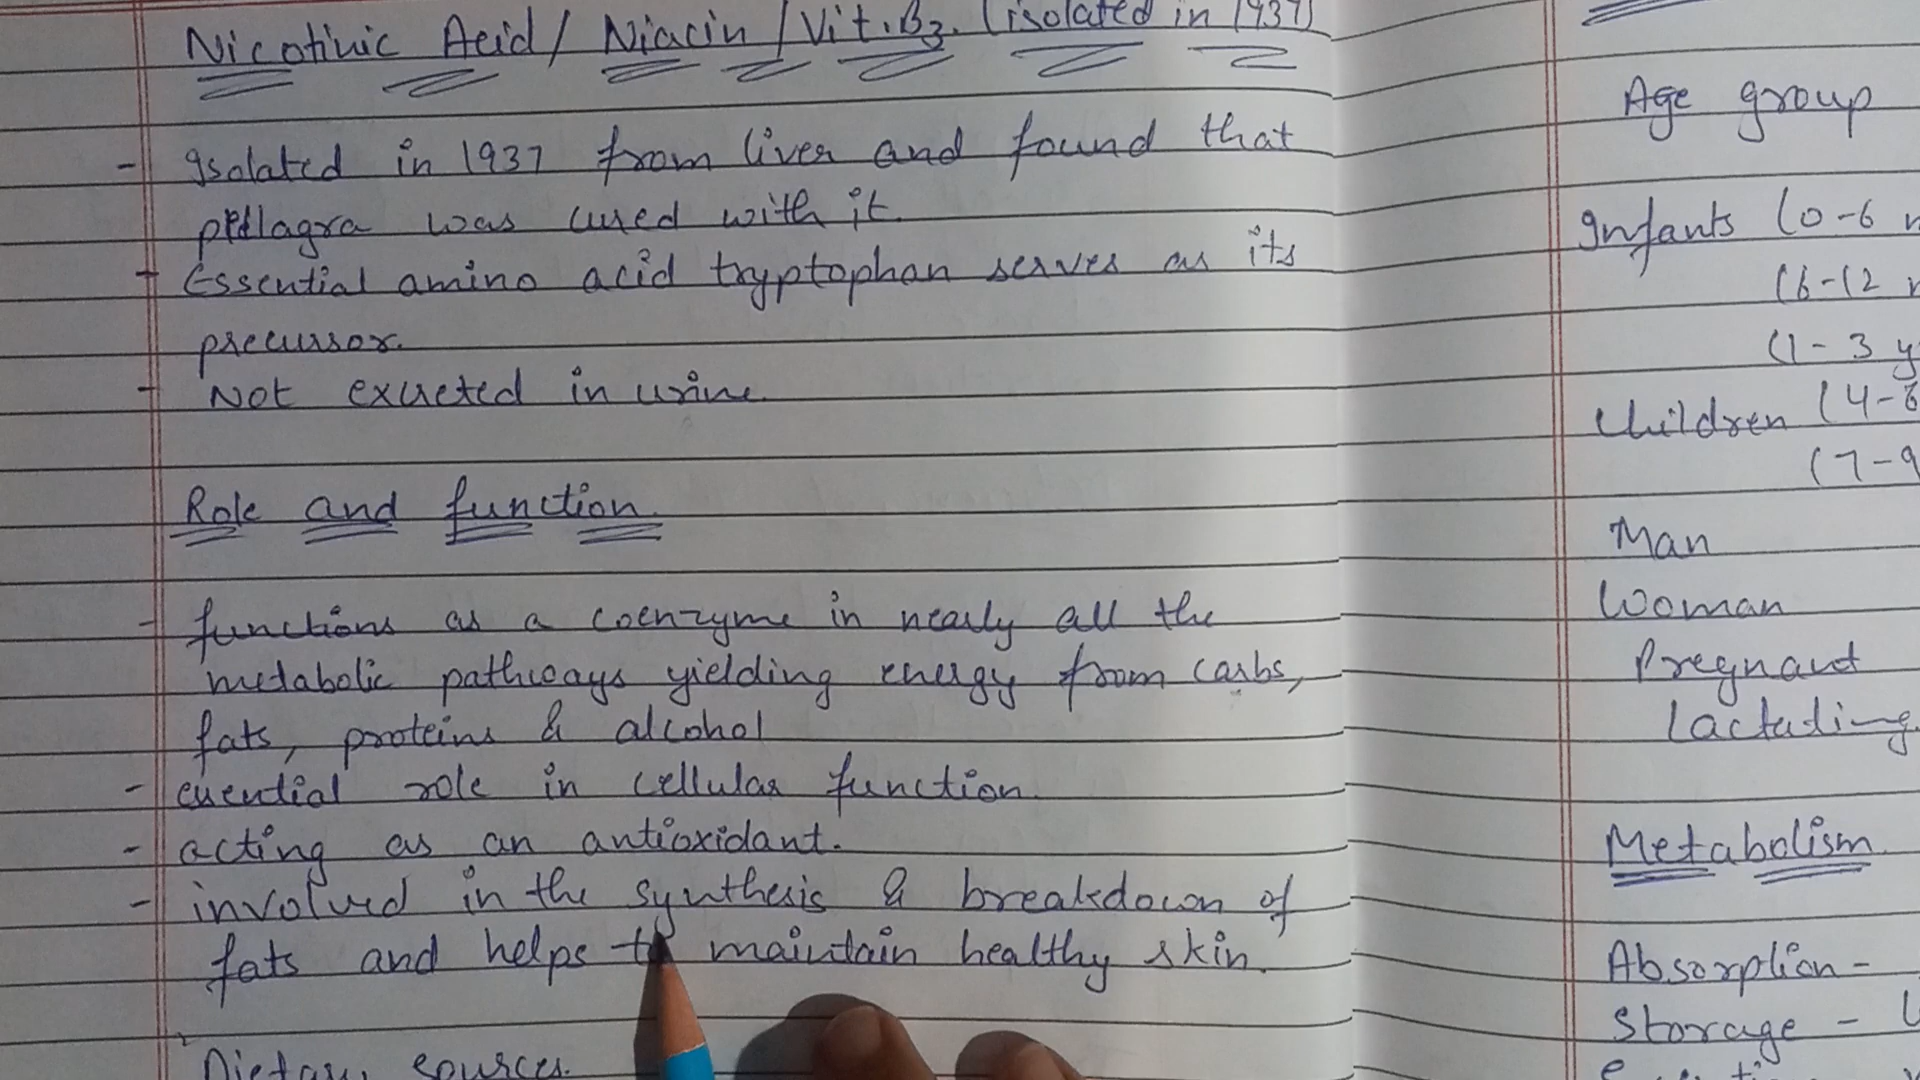 Nicotinic Acid / Niacin / Vit. B3. (isolated in 1937)
- Isolated in 1937 from liver and found that
pellagra was cured with it.
- Essential amino acid tryptophan serves as its
precursor.
- Not excreted in urine.
Role and function
- functions as a coenzyme in nearly all the
metabolic pathways yielding energy from carbs,
fats, proteins & alcohol
- essential role in cellular function.
- acting as an antioxidant.
- involved in the synthesis & breakdown of
fats and helps to maintain healthy skin.
Dietary sources.
Age group
Infants (0-6
(6-12
(1-3 y
Children (4-6
(7-9
Man
Woman
Pregnant
Lactating
Metabolism
Absorption -
Storage -